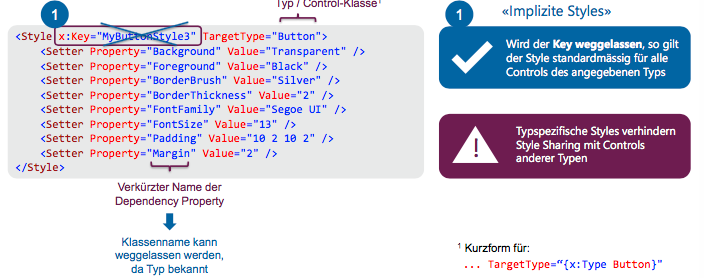 Typ / Control-Klasse¹
1
<Style x:Key="MyButtonStyle3" TargetType="Button">
<Setter Property="Background" Value="Transparent" />
<Setter Property="Foreground" Value="Black" />
<Setter Property="BorderBrush" Value="Silver" />
<Setter Property="BorderThickness" Value="2" />
<Setter Property="FontFamily" Value="Segoe UI" />
<Setter Property="FontSize" Value="13" />
<Setter Property="Padding" Value="10 2 10 2" />
<Setter Property="Margin" Value="2" />
</Style>
Verkürzter Name der
Dependency Property
Klassenname kann
weggelassen werden,
da Typ bekannt
1
«Implizite Styles»
Wird der Key weggelassen, so gilt
der Style standardmässig für alle
Controls des angegebenen Typs
Typspezifische Styles verhindern
Style Sharing mit Controls
anderer Typen
¹ Kurzform für:
... TargetType=“{x:Type Button}"